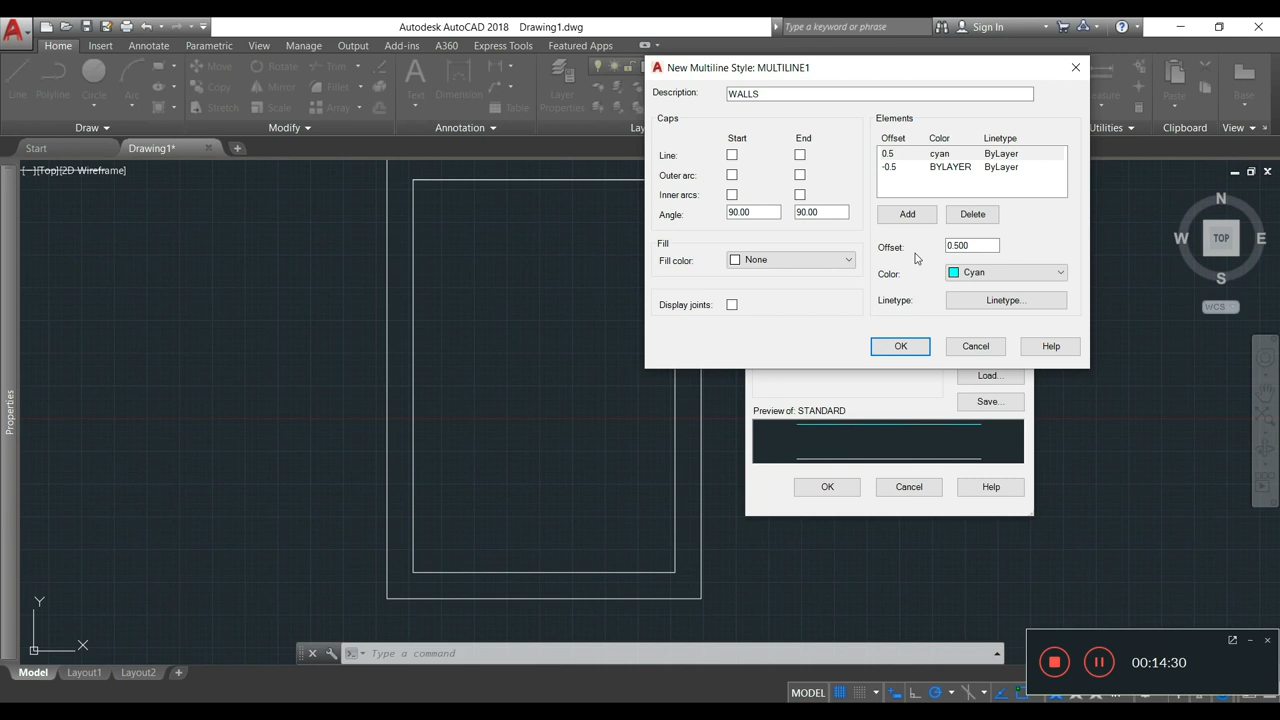 Autodesk AutoCAD 2018 Drawing1.dwg
Type a keyword or phrase
Sign In
Home Insert Annotate Parametric View Manage Output Add-ins A360 Express Tools Featured Apps
Line Polyline Circle Arc
Move Rotate Trim
Copy Mirror Fillet
Stretch Scale Array
Text Dimension
Table
Layer
Properties
Paste
Base
Draw
Modify
Annotation
Utilities
Clipboard
View
Start
Drawing1*
[–][Top][2D Wireframe]
New Multiline Style: MULTILINE1
Description: WALLS
Caps
Start End
Line:
Outer arc:
Inner arcs:
Angle: 90.00 90.00
Fill
Fill color: None
Display joints:
Elements
Offset Color Linetype
0.5 cyan ByLayer
-0.5 BYLAYER ByLayer
Add Delete
Offset: 0.500
Color: Cyan
Linetype: Linetype...
OK Cancel Help
Load...
Save...
Preview of: STANDARD
OK Cancel Help
N
W TOP E
S
WCS
Properties
Y
X
Type a command
Model Layout1 Layout2
MODEL
00:14:30